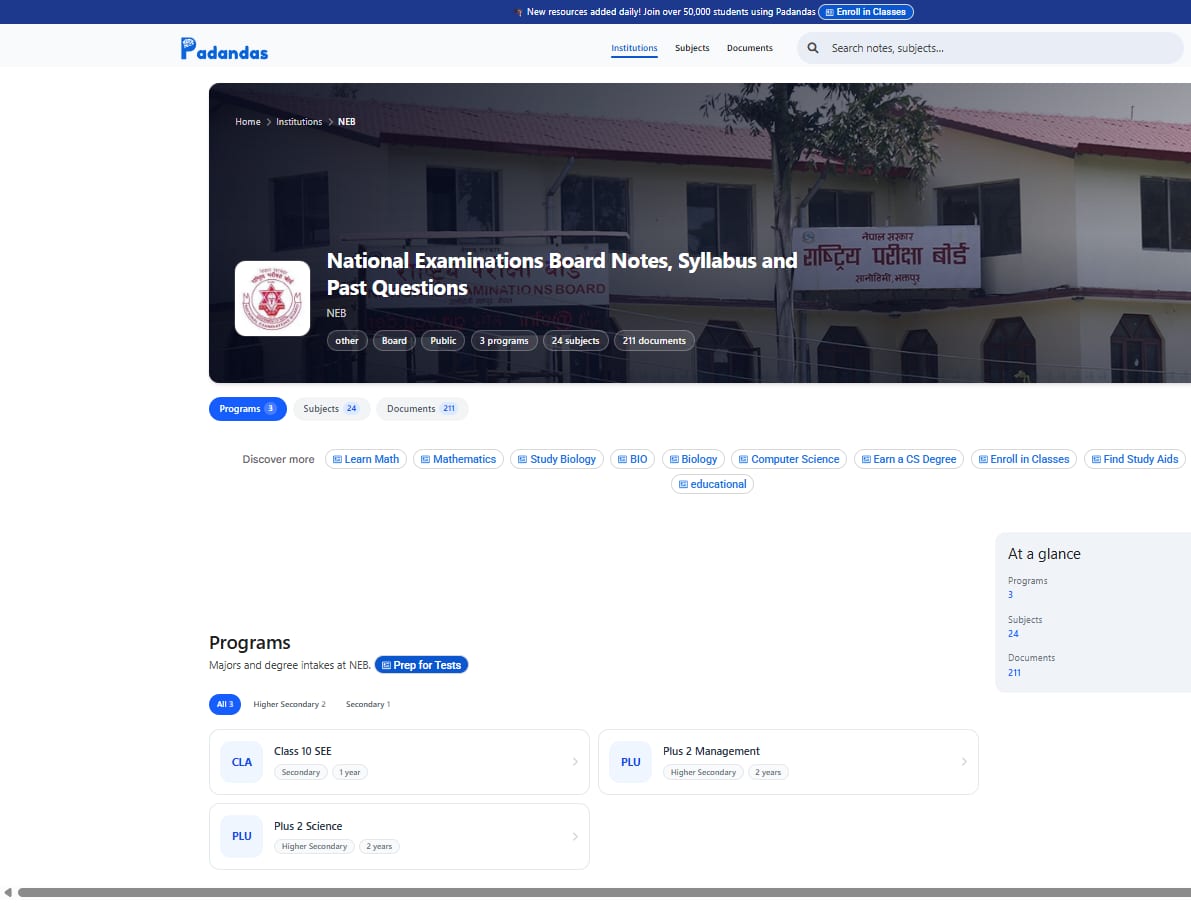 New resources added daily! Join over 50,000 students using Padandas Enroll in Classes
Padandas
Institutions Subjects Documents Search notes, subjects...
Home > Institutions > NEB
नेपाल सरकार
राष्ट्रिय परीक्षा बोर्ड
सानोठिमी, भक्तपुर
National Examinations Board Notes, Syllabus and
Past Questions
NEB
other Board Public 3 programs 24 subjects 211 documents
Programs 3 Subjects 24 Documents 211
Discover more Learn Math Mathematics Study Biology BIO Biology Computer Science Earn a CS Degree Enroll in Classes Find Study Aids
educational
At a glance
Programs
3
Subjects
24
Documents
211
Programs
Majors and degree intakes at NEB. Prep for Tests
All 3 Higher Secondary 2 Secondary 1
CLA Class 10 SEE
Secondary 1 year
PLU Plus 2 Management
Higher Secondary 2 years
PLU Plus 2 Science
Higher Secondary 2 years